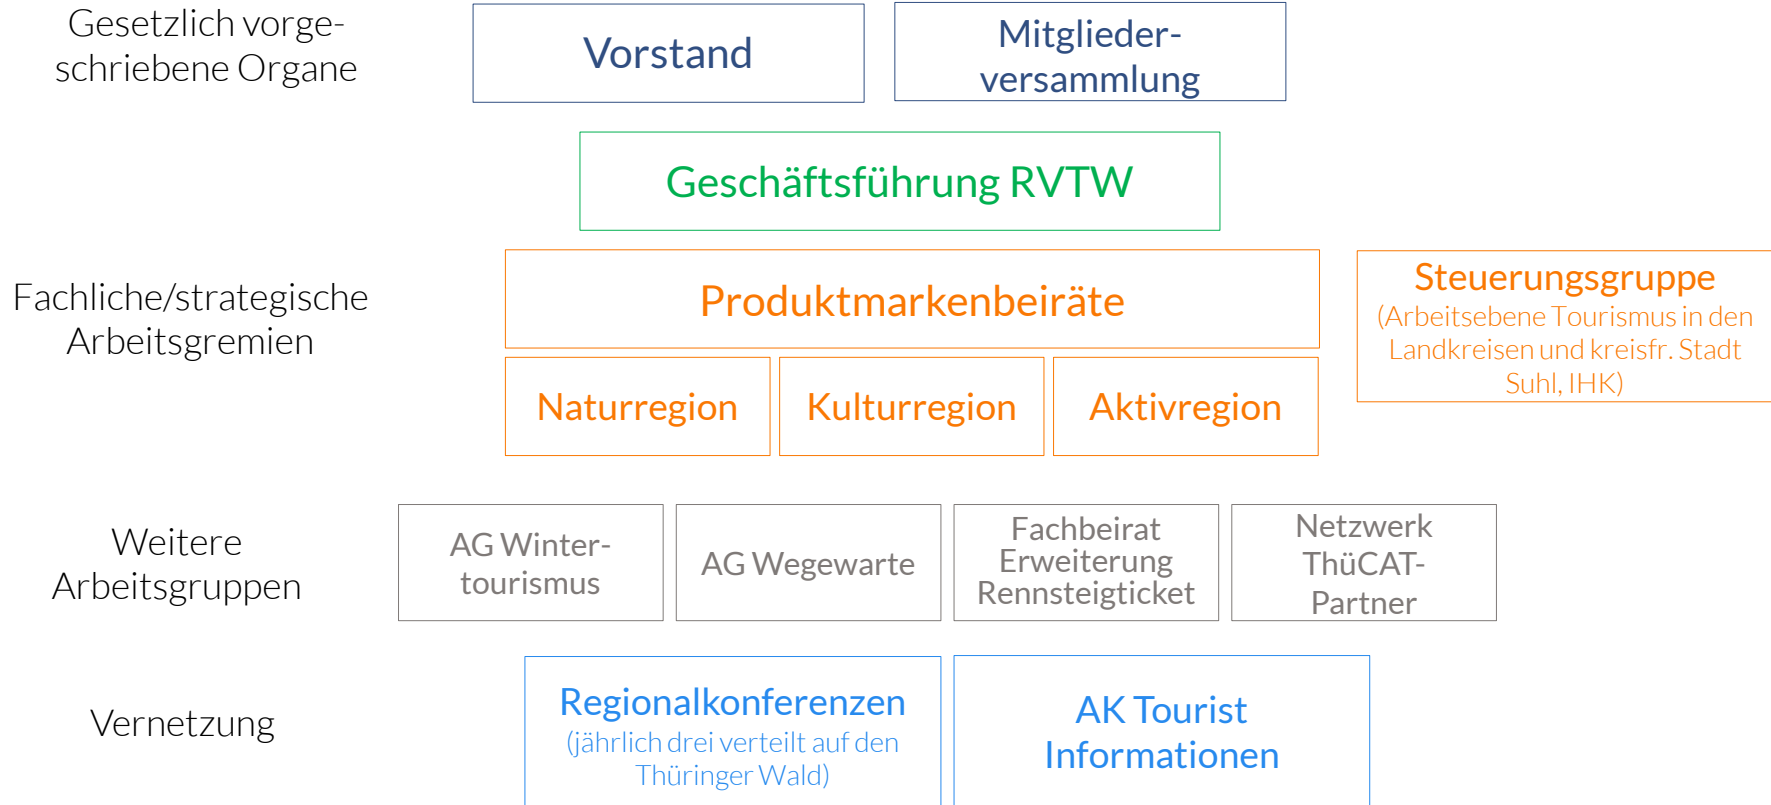 Gesetzlich vorge-
schriebene Organe
Vorstand
Mitglieder-
versammlung
Geschäftsführung RVTW
Fachliche/strategische
Arbeitsgremien
Produktmarkenbeiräte
Naturregion
Kulturregion
Aktivregion
Steuerungsgruppe
(Arbeitsebene Tourismus in den
Landkreisen und kreisfr. Stadt
Suhl, IHK)
Weitere
Arbeitsgruppen
AG Winter-
tourismus
AG Wegewarte
Fachbeirat
Erweiterung
Rennsteigticket
Netzwerk
ThüCAT-
Partner
Vernetzung
Regionalkonferenzen
(jährlich drei verteilt auf den
Thüringer Wald)
AK Tourist
Informationen